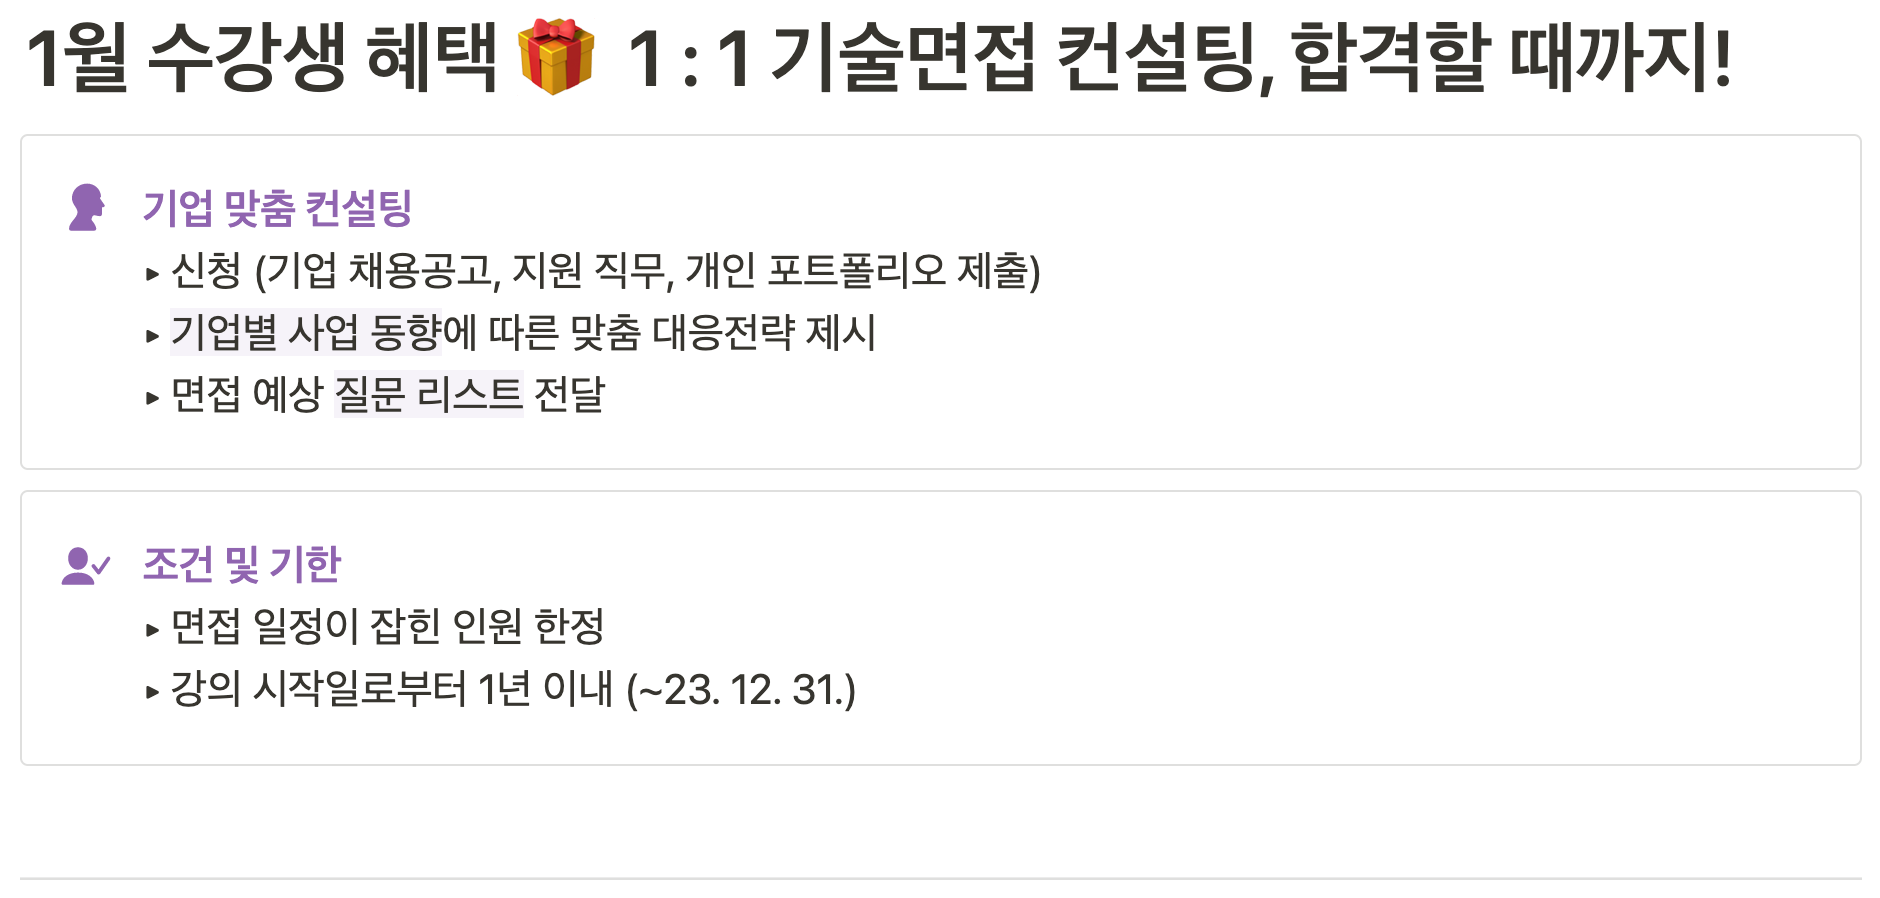 1월 수강생 혜택 🎁 1 : 1 기술면접 컨설팅, 합격할 때까지!
기업 맞춤 컨설팅
▸ 신청 (기업 채용공고, 지원 직무, 개인 포트폴리오 제출)
▸ 기업별 사업 동향에 따른 맞춤 대응전략 제시
▸ 면접 예상 질문 리스트 전달
조건 및 기한
▸ 면접 일정이 잡힌 인원 한정
▸ 강의 시작일로부터 1년 이내 (~23. 12. 31.)